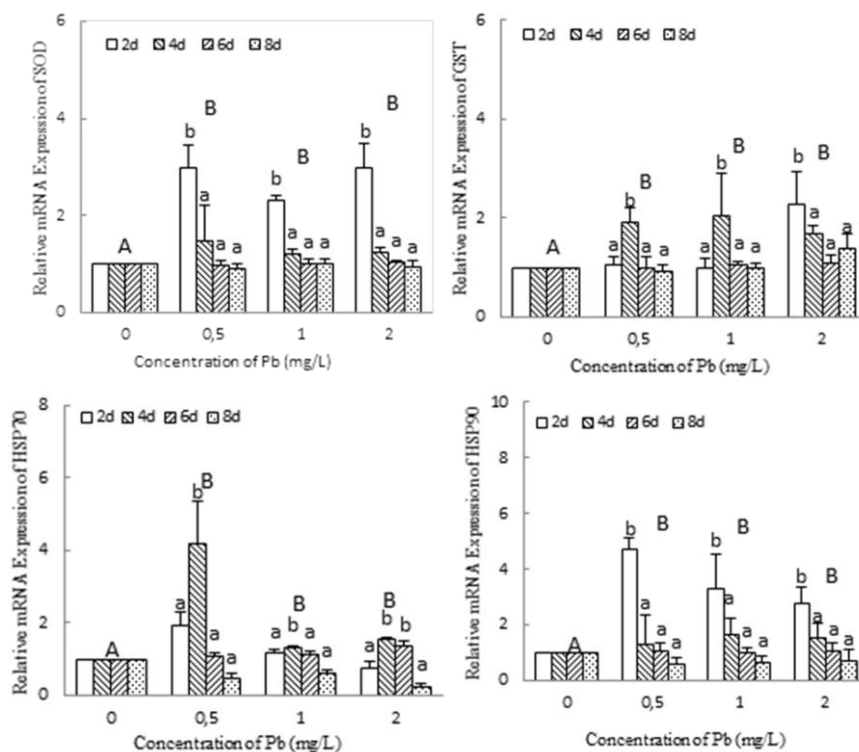 6
2d 4d 6d 8d
B
B
b
b
4
B
b
a
2
a a a
a a
a a a
A
0
0 0,5 1 2
Concentration of Pb (mg/L)
Relative mRNA Expression of SOD
6
2d 4d 6d 8d
4
B
B
B
b
b
b
2
a
a a a
a a a
a a
A
0
0 0,5 1 2
Concentration of Pb (mg/L)
Relative mRNA Expression of GST
8
2d 4d 6d 8d
6
B
b
4
B
B
2
a
a b a
b b
A
a
a
a
a
a
0
0 0,5 1 2
Concentration of Pb (mg/L)
Relative mRNA Expression of HSP70
10
2d 4d 6d 8d
8
6
b B
b B
4
b B
a
a
a
2
a
a
a
a
a
a
A
0
0 0,5 1 2
Concentration of Pb (mg/L)
Relative mRNA Expression of HSP90